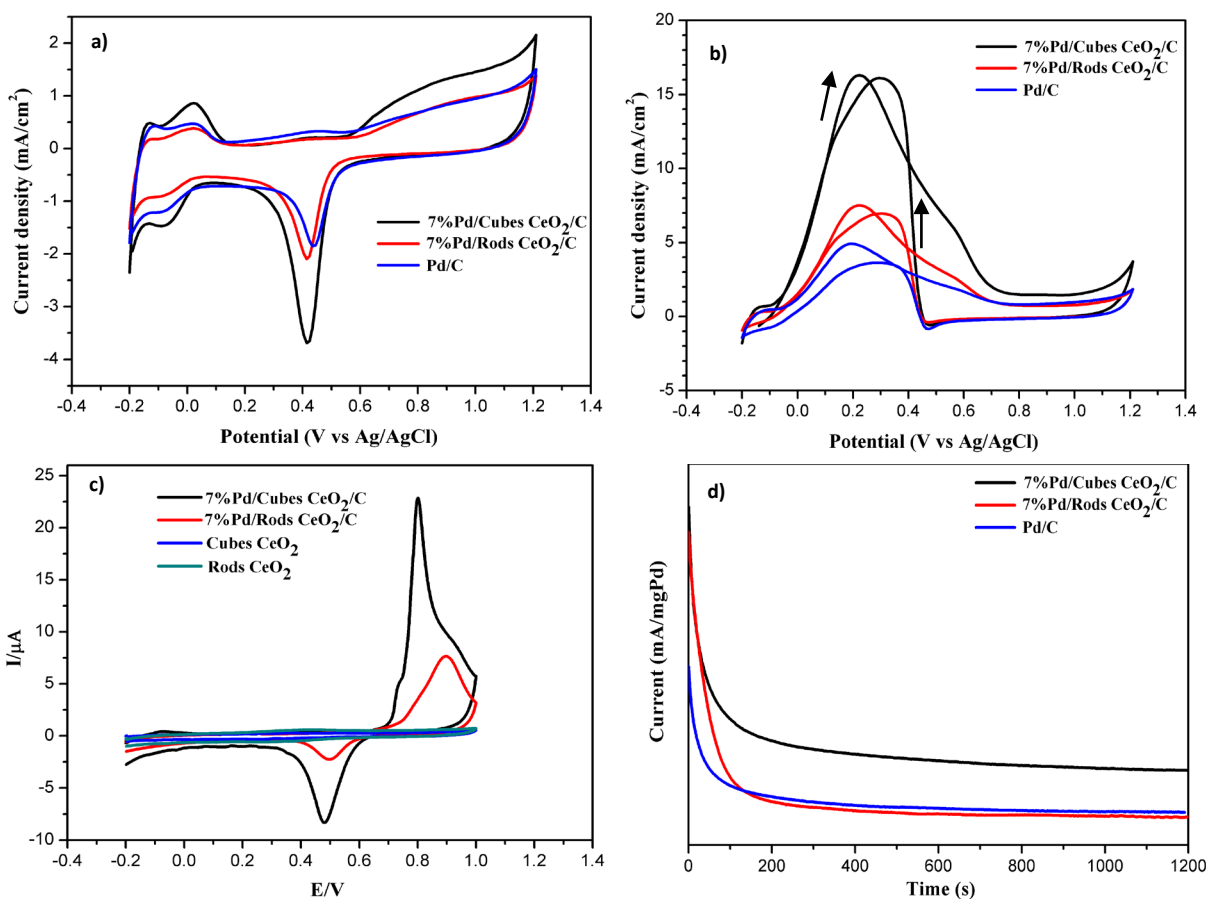 a)
2
1
0
-1
-2
-3
-4
-0.4
-0.2
0.0
0.2
0.4
0.6
0.8
1.0
1.2
1.4
Current density (mA/cm²)
Potential (V vs Ag/AgCl)
7%Pd/Cubes CeO₂/C
7%Pd/Rods CeO₂/C
Pd/C
b)
20
15
10
5
0
-5
-0.4
-0.2
0.0
0.2
0.4
0.6
0.8
1.0
1.2
1.4
Current density (mA/cm²)
Potential (V vs Ag/AgCl)
7%Pd/Cubes CeO₂/C
7%Pd/Rods CeO₂/C
Pd/C
c)
25
20
15
10
5
0
-5
-10
-0.4
-0.2
0.0
0.2
0.4
0.6
0.8
1.0
1.2
1.4
I/μA
E/V
7%Pd/Cubes CeO₂/C
7%Pd/Rods CeO₂/C
Cubes CeO₂
Rods CeO₂
d)
0
200
400
600
800
1000
1200
Current (mA/mgPd)
Time (s)
7%Pd/Cubes CeO₂/C
7%Pd/Rods CeO₂/C
Pd/C